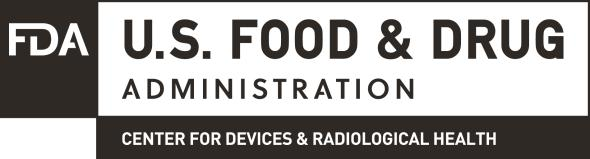 FDA
U.S. FOOD & DRUG
ADMINISTRATION
CENTER FOR DEVICES & RADIOLOGICAL HEALTH